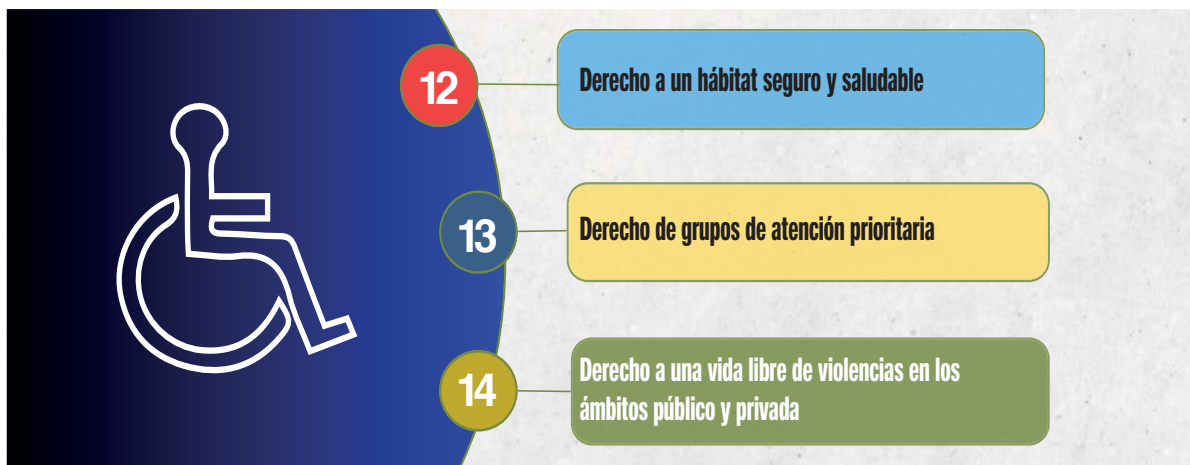 12
Derecho a un hábitat seguro y saludable
13
Derecho de grupos de atención prioritaria
14
Derecho a una vida libre de violencias en los
ámbitos público y privada